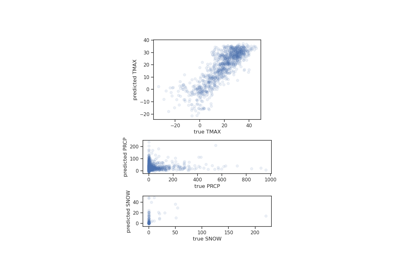 40
30
20
10
0
−10
−20
predicted TMAX
−20 0 20 40
true TMAX
200
100
0
predicted PRCP
0 200 400 600 800 1000
true PRCP
40
20
0
predicted SNOW
0 50 100 150 200
true SNOW